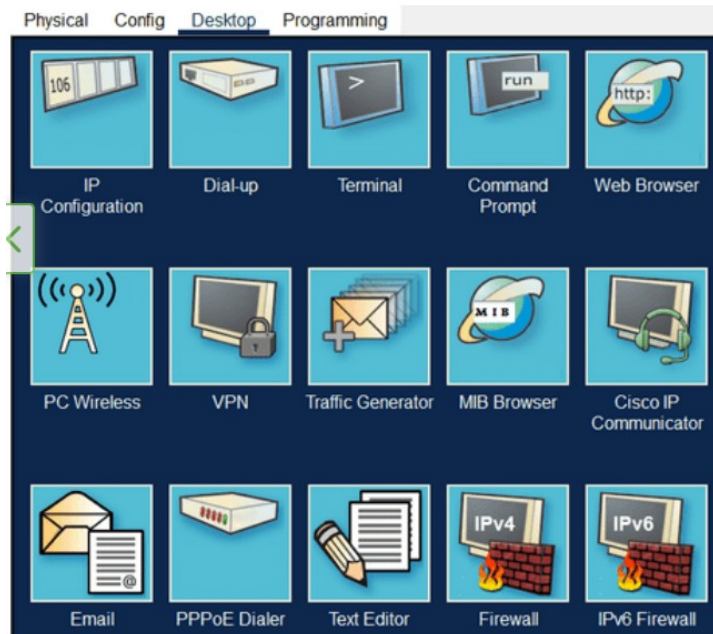 Physical Config Desktop Programming
106
>
run
http:
IP
Configuration
Dial-up
Terminal
Command
Prompt
Web Browser
MIB
PC Wireless
VPN
Traffic Generator
MIB Browser
Cisco IP
Communicator
@
IPv4
IPv6
Email
PPPoE Dialer
Text Editor
Firewall
IPv6 Firewall